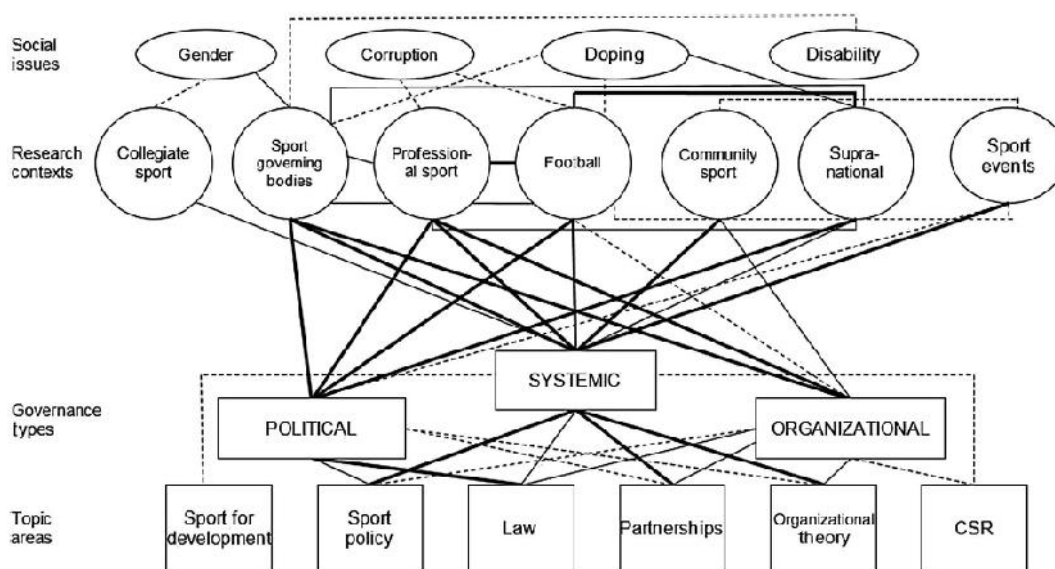 Social
issues
Gender
Corruption
Doping
Disability
Research
contexts
Collegiate
sport
Sport
governing
bodies
Profession-
al sport
Football
Community
sport
Supra-
national
Sport
events
Governance
types
SYSTEMIC
POLITICAL
ORGANIZATIONAL
Topic
areas
Sport for
development
Sport
policy
Law
Partnerships
Organizational
theory
CSR